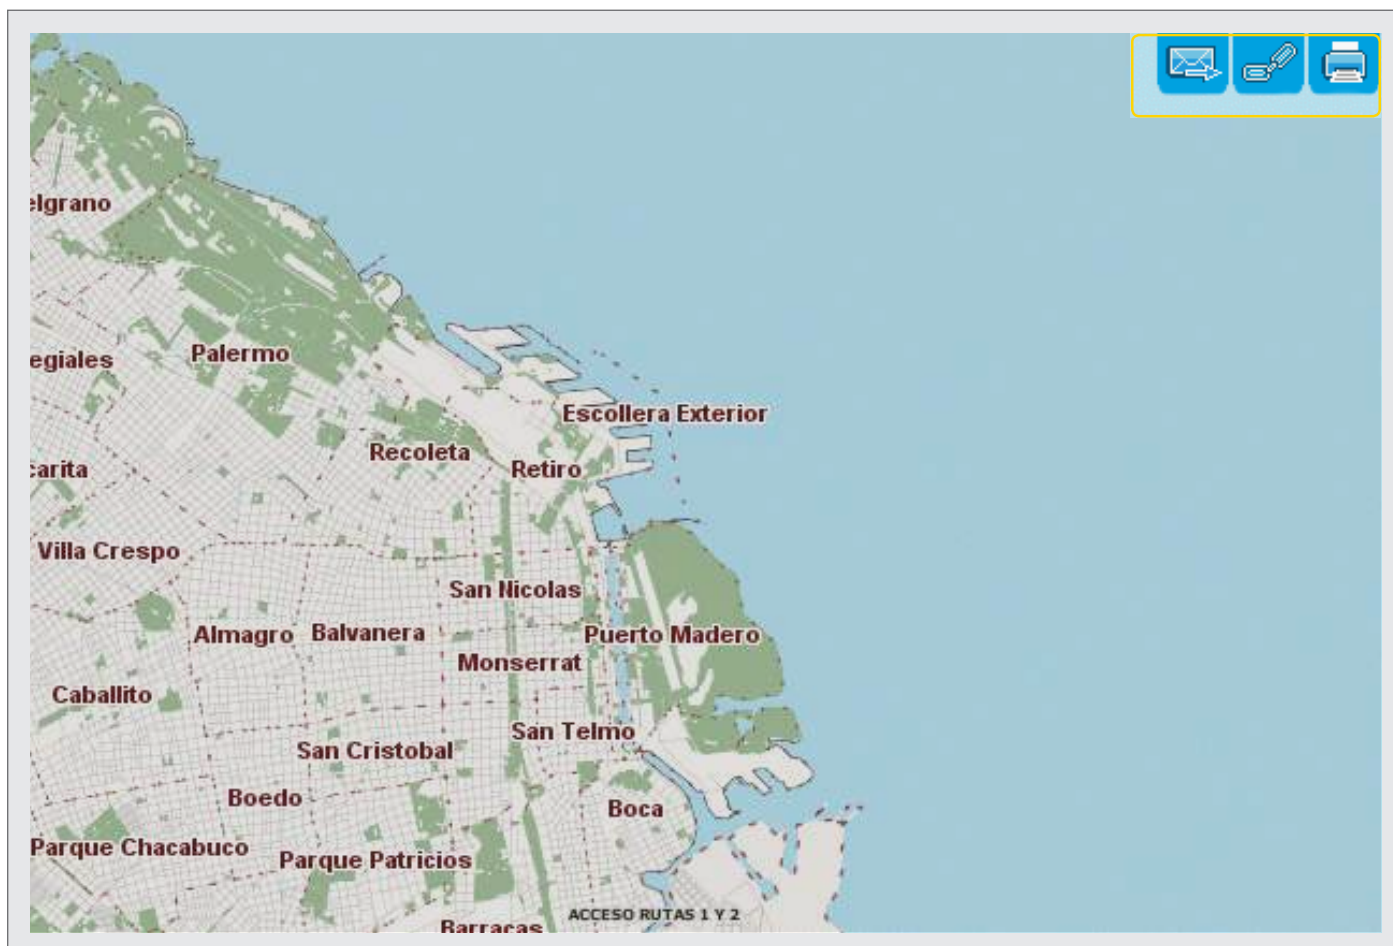 elgrano
egiales
Palermo
Escollera Exterior
Recoleta
Retiro
carita
Villa Crespo
San Nicolas
Almagro
Balvanera
Puerto Madero
Monserrat
Caballito
San Telmo
San Cristobal
Boedo
Boca
Parque Chacabuco
Parque Patricios
ACCESO RUTAS 1 Y 2
Barracas